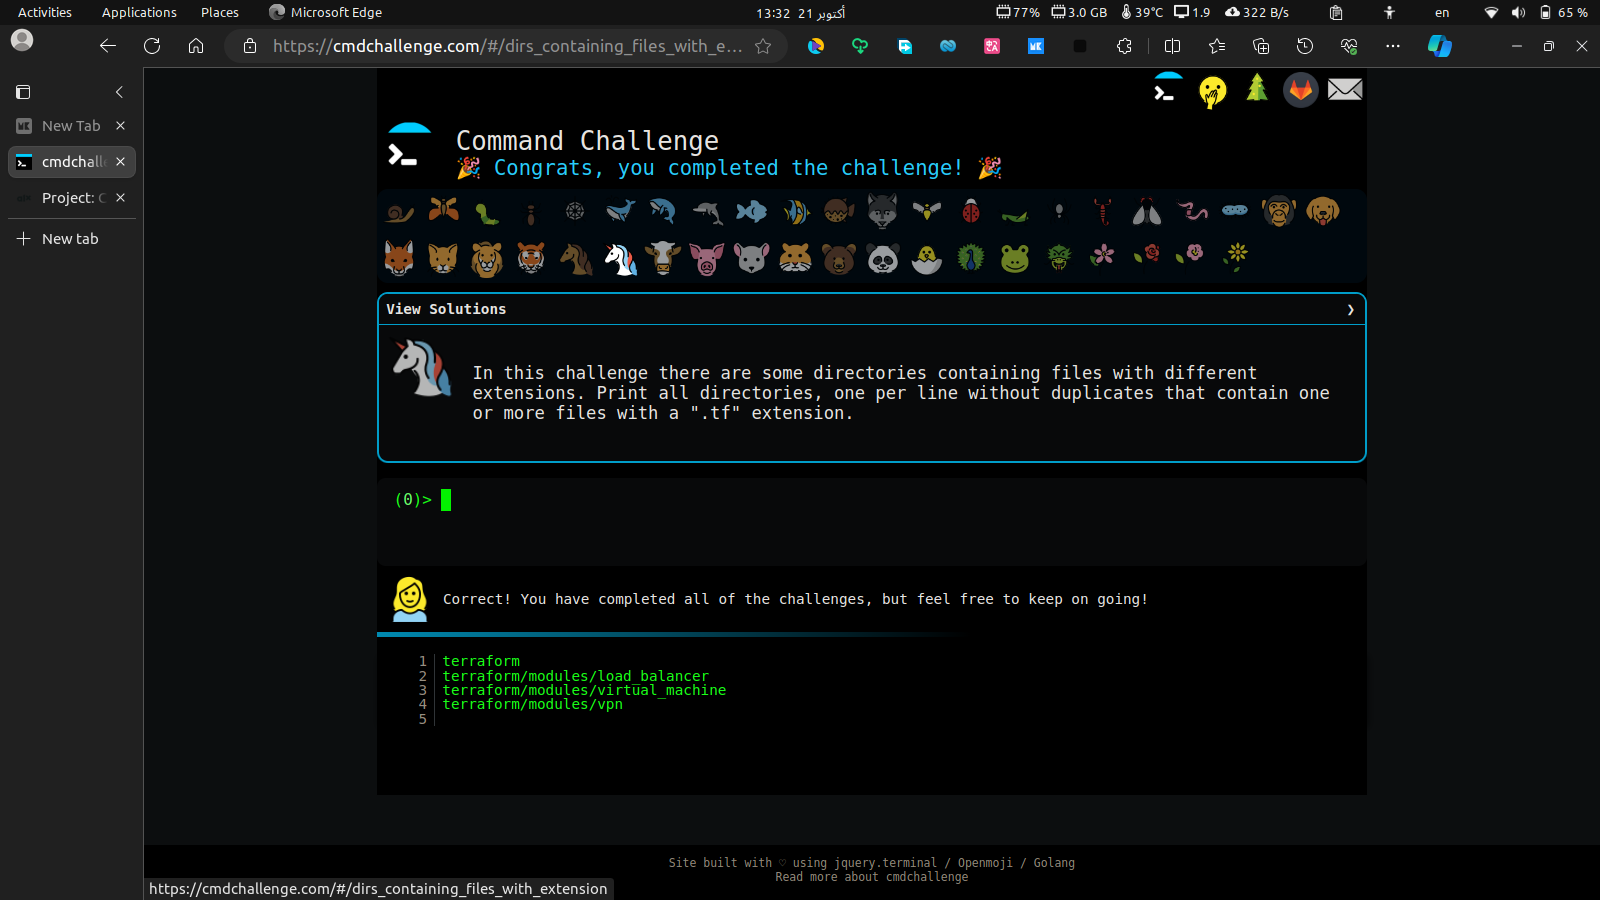 Activities Applications Places Microsoft Edge 13:32 21 أكتوبر 77% 3.0 GB 39°C 1.9 322 B/s en 65 %
https://cmdchallenge.com/#/dirs_containing_files_with_e...
New Tab
cmdchall
Project: C
New tab
Command Challenge
🎉 Congrats, you completed the challenge! 🎉
View Solutions
In this challenge there are some directories containing files with different
extensions. Print all directories, one per line without duplicates that contain one
or more files with a ".tf" extension.
(0)>
Correct! You have completed all of the challenges, but feel free to keep on going!
1 terraform
2 terraform/modules/load_balancer
3 terraform/modules/virtual_machine
4 terraform/modules/vpn
5
Site built with ♡ using jquery.terminal / Openmoji / Golang
Read more about cmdchallenge
https://cmdchallenge.com/#/dirs_containing_files_with_extension